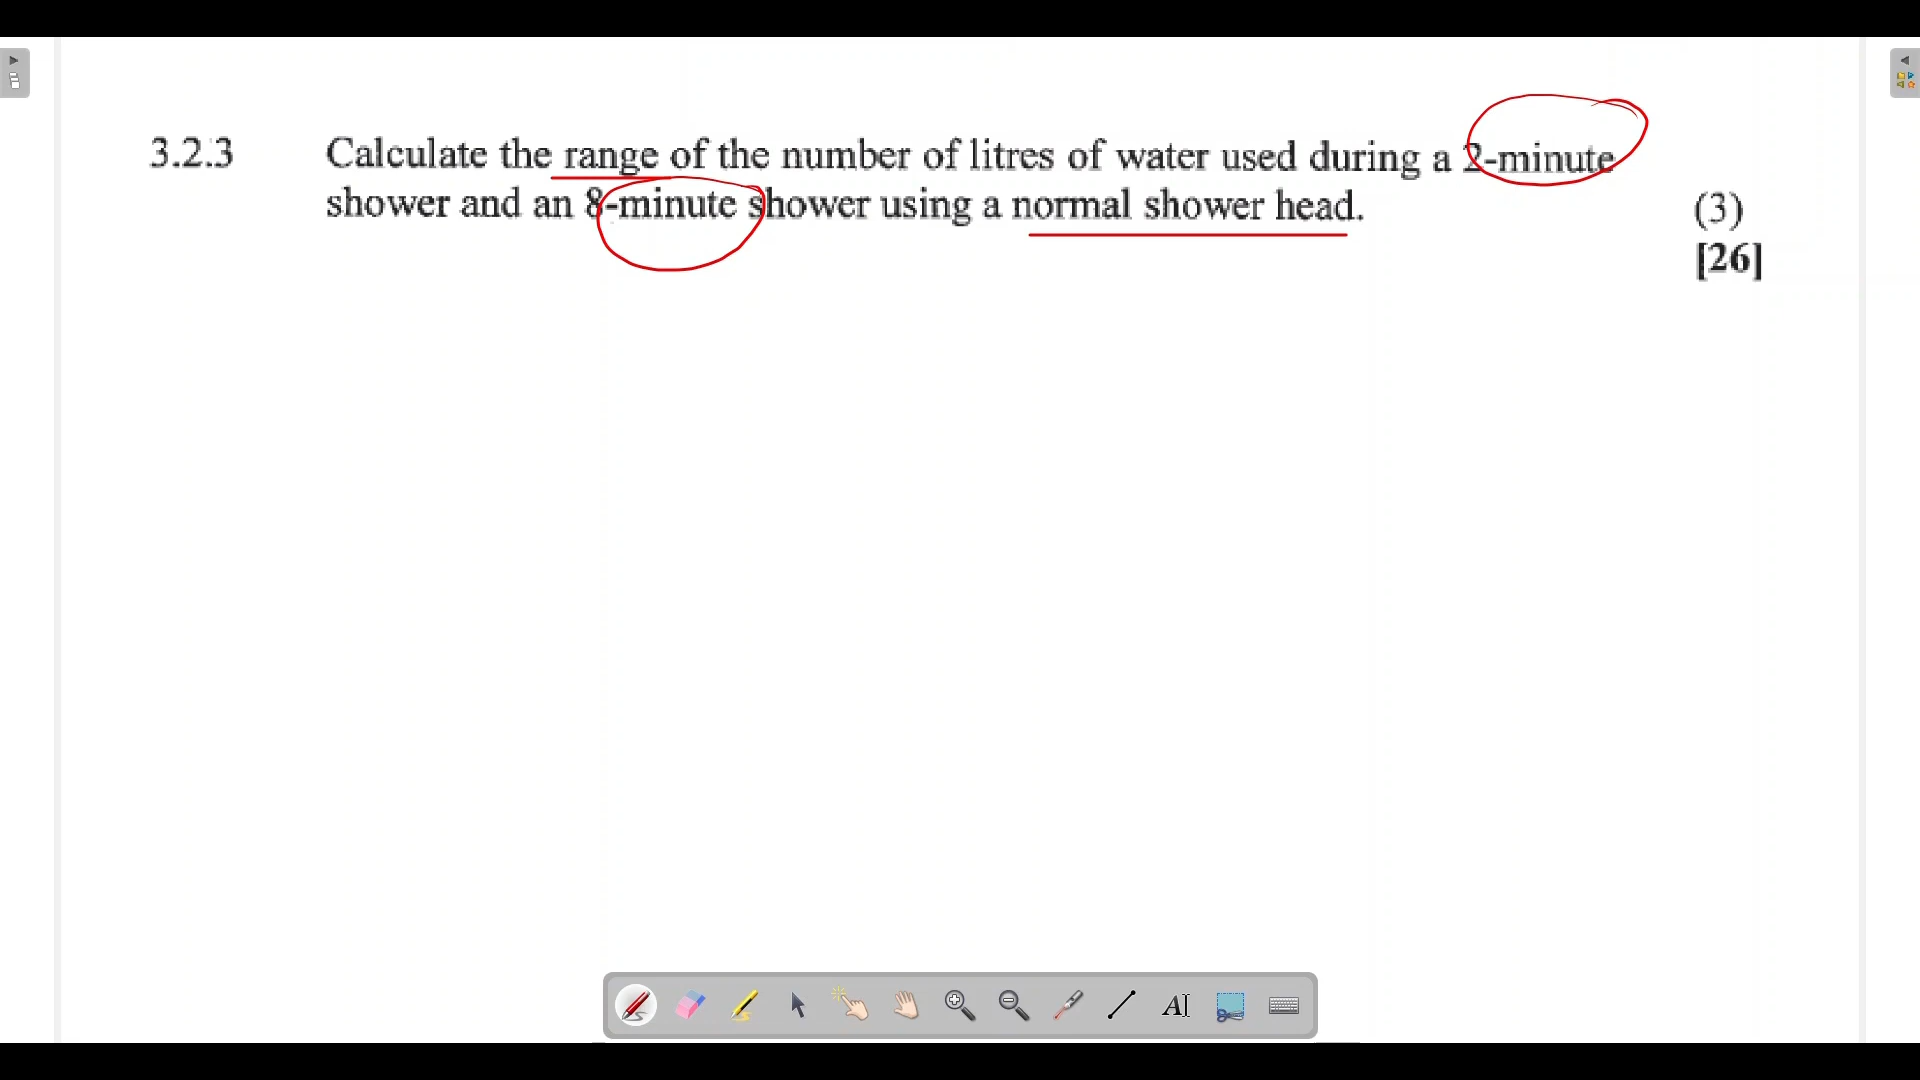 3.2.3 Calculate the range of the number of litres of water used during a 2-minute
shower and an 8-minute shower using a normal shower head. (3)
[26]